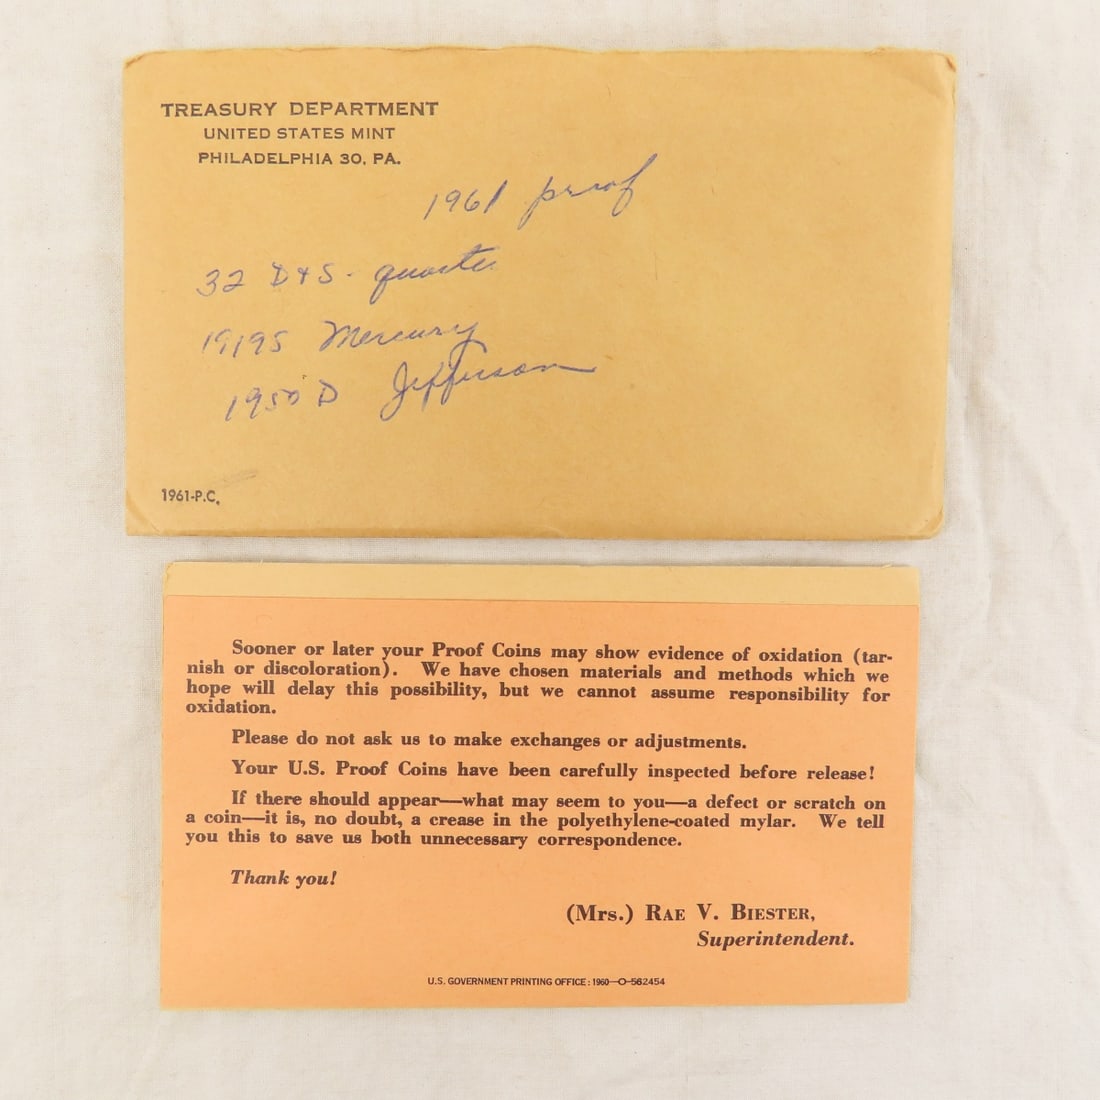 TREASURY DEPARTMENT
UNITED STATES MINT
PHILADELPHIA 30, PA.
1961 proof
32 D+S - quarter
1919S Mercury
1950 D Jefferson
1961-P.C.
Sooner or later your Proof Coins may show evidence of oxidation (tar-
nish or discoloration). We have chosen materials and methods which we
hope will delay this possibility, but we cannot assume responsibility for
oxidation.
Please do not ask us to make exchanges or adjustments.
Your U.S. Proof Coins have been carefully inspected before release!
If there should appear—what may seem to you—a defect or scratch on
a coin—it is, no doubt, a crease in the polyethylene-coated mylar. We tell
you this to save us both unnecessary correspondence.
Thank you!
(Mrs.) RAE V. BIESTER,
Superintendent.
U.S. GOVERNMENT PRINTING OFFICE : 1960—O-562454